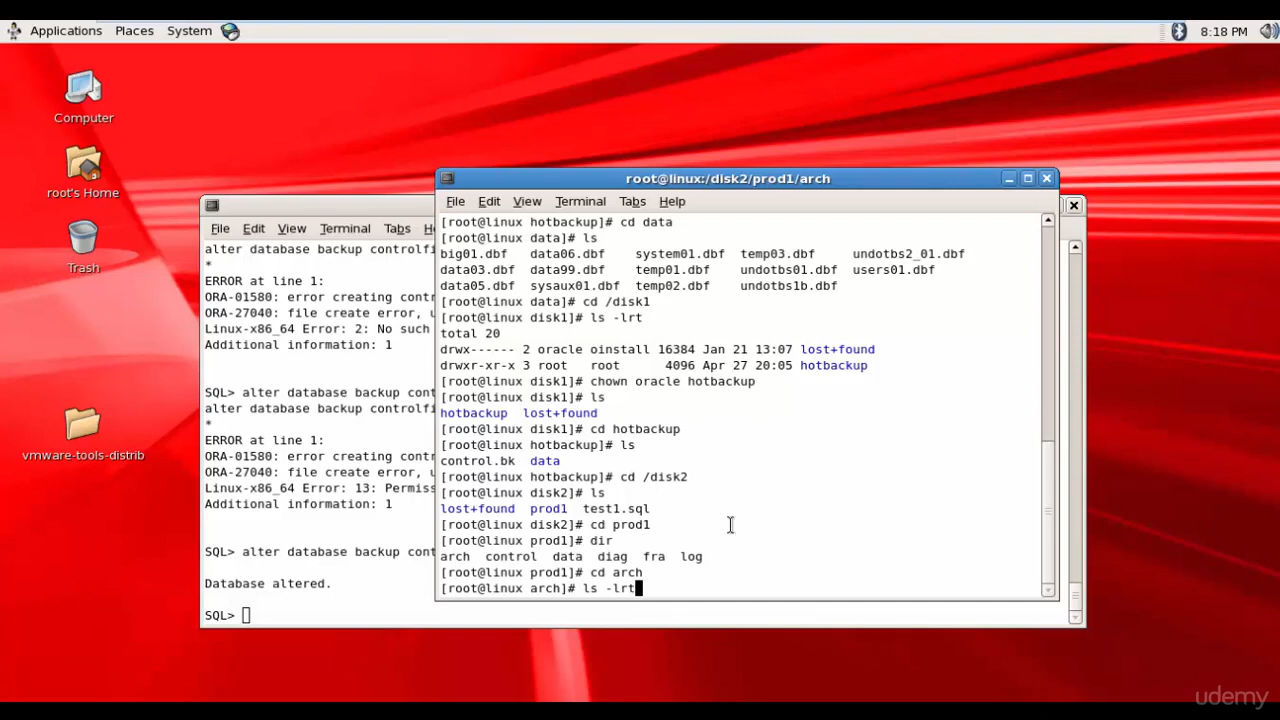 Applications Places System
8:18 PM
Computer
root's Home
Trash
vmware-tools-distrib
File Edit View Terminal Tabs
alter database backup controlfi
*
ERROR at line 1:
ORA-01580: error creating contr
ORA-27040: file create error, u
Linux-x86_64 Error: 2: No such
Additional information: 1
SQL> alter database backup contr
alter database backup controlfi
*
ERROR at line 1:
ORA-01580: error creating contr
ORA-27040: file create error, u
Linux-x86_64 Error: 13: Permiss
Additional information: 1
SQL> alter database backup cont
Database altered.
SQL>
root@linux:/disk2/prod1/arch
File Edit View Terminal Tabs Help
[root@linux hotbackup]# cd data
[root@linux data]# ls
big01.dbf data06.dbf system01.dbf temp03.dbf undotbs2_01.dbf
data03.dbf data99.dbf temp01.dbf undotbs01.dbf users01.dbf
data05.dbf sysaux01.dbf temp02.dbf undotbs1b.dbf
[root@linux data]# cd /disk1
[root@linux disk1]# ls -lrt
total 20
drwx------ 2 oracle oinstall 16384 Jan 21 13:07 lost+found
drwxr-xr-x 3 root root 4096 Apr 27 20:05 hotbackup
[root@linux disk1]# chown oracle hotbackup
[root@linux disk1]# ls
hotbackup lost+found
[root@linux disk1]# cd hotbackup
[root@linux hotbackup]# ls
control.bk data
[root@linux hotbackup]# cd /disk2
[root@linux disk2]# ls
lost+found prod1 test1.sql
[root@linux disk2]# cd prod1
[root@linux prod1]# dir
arch control data diag fra log
[root@linux prod1]# cd arch
[root@linux arch]# ls -lrt
udemy